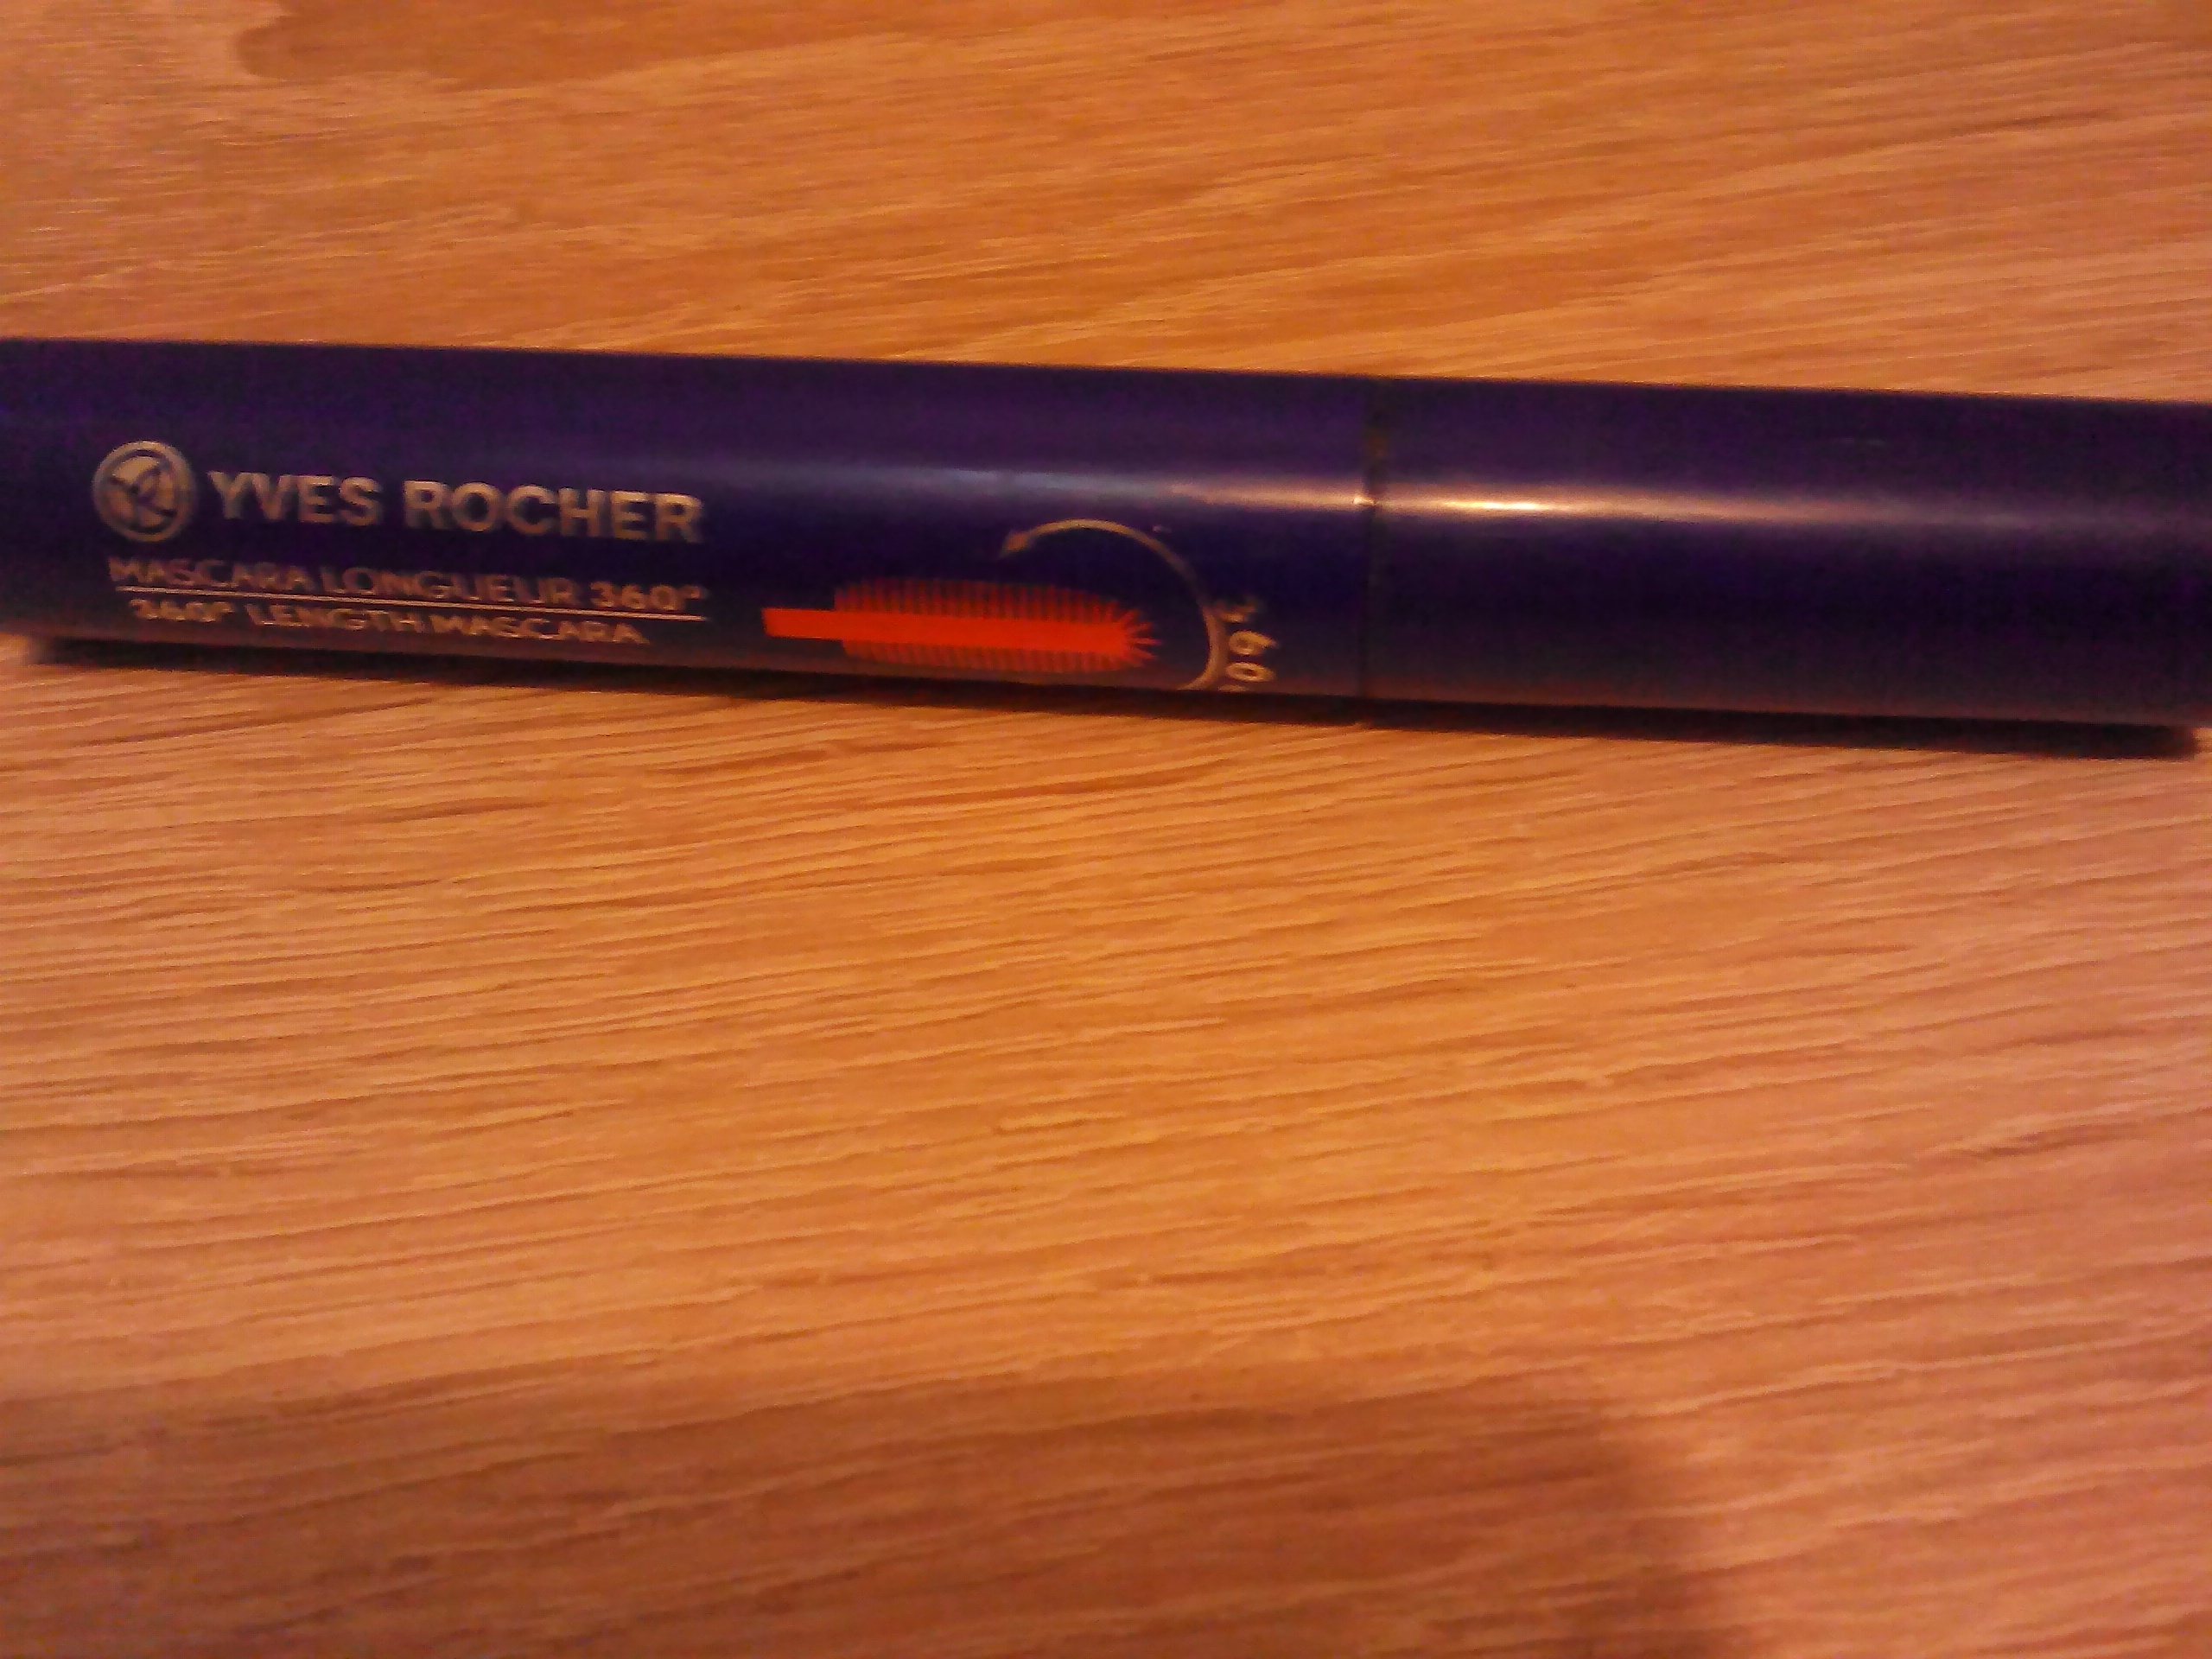 YVES ROCHER
MASCARA LONGUEUR 360°
360° LENGTH MASCARA
360